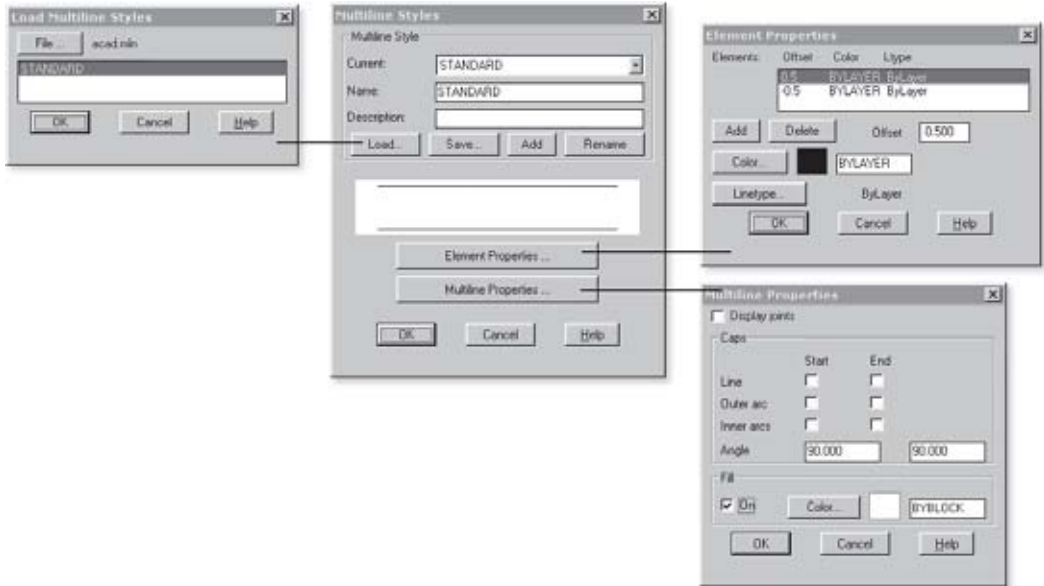 Load Multiline Styles
File... acad.mln
STANDARD
OK Cancel Help
Multiline Styles
Multiline Style
Current: STANDARD
Name: STANDARD
Description:
Load... Save... Add Rename
Element Properties ...
Multiline Properties ...
OK Cancel Help
Element Properties
Elements: Offset Color Ltype
0.5 BYLAYER ByLayer
-0.5 BYLAYER ByLayer
Add Delete Offset 0.500
Color... BYLAYER
Linetype... ByLayer
OK Cancel Help
Multiline Properties
Display joints
Caps
Start End
Line
Outer arc
Inner arcs
Angle 90.000 90.000
Fill
On Color... BYBLOCK
OK Cancel Help